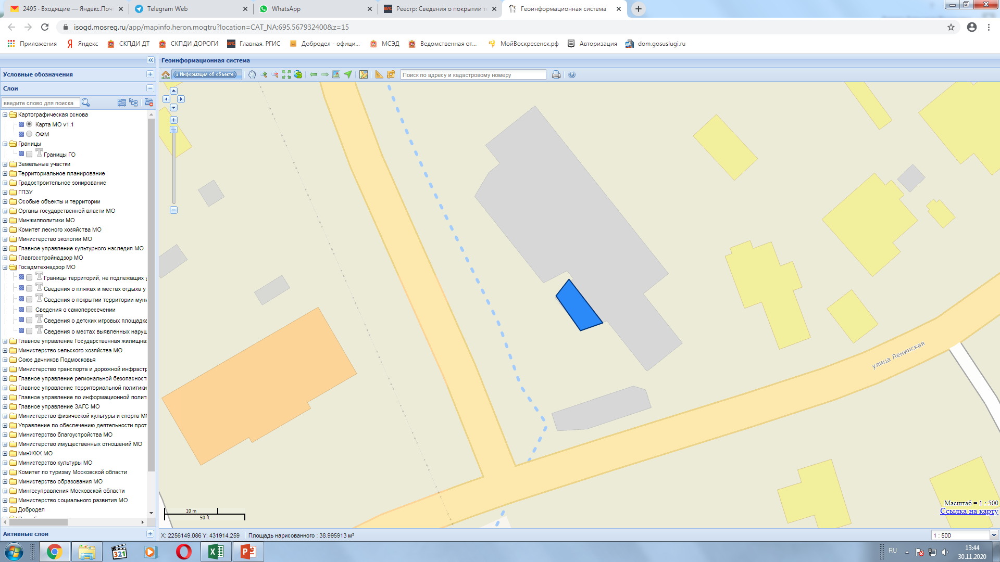 2495 · Входящие — Яндекс.Поч
Telegram Web
WhatsApp
Реестр: Сведения о покрытии т
Геоинформационная система
isogd.mosreg.ru/app/mapinfo.heron.mogtru?location=CAT_NA:695,567932400&z=15
Приложения
Яндекс
СКПДИ ДТ
СКПДИ ДОРОГИ
Главная. РГИС
Добродел - офици...
МСЭД
Ведомственная от...
МойВоскресенск.рф
Авторизация
dom.gosuslugi.ru
Геоинформационная система
Информация об объекте
Поиск по адресу и кадастровому номеру
Условные обозначения
Слои
введите слово для поиска
Картографическая основа
Карта МО v1.1
ОФМ
Границы
Границы ГО
Земельные участки
Территориальное планирование
Градостроительное зонирование
ГПЗУ
Особые объекты и территории
Органы государственной власти МО
Минжилполитики МО
Комитет лесного хозяйства МО
Министерство экологии МО
Главное управление культурного наследия МО
Главгосстройнадзор МО
Госадмтехнадзор МО
Границы территорий, не подлежащих у
Сведения о пляжах и местах отдыха у
Сведения о покрытии территории муни
Сведения о самопересечении
Сведения о детских игровых площадка
Сведения о местах выявленных наруш
Главное управление Государственная жилищна
Министерство сельского хозяйства МО
Союз дачников Подмосковья
Министерство транспорта и дорожной инфрастр
Главное управление региональной безопасност
Главное управление территориальной политики
Главное управление по информационной полит
Главное управление ЗАГС МО
Министерство физической культуры и спорта МО
Управление по обеспечению деятельности прот
Министерство благоустройства МО
Министерство имущественных отношений МО
МинЖКХ МО
Министерство культуры МО
Комитет по туризму Московской области
Министерство образования МО
Мингосуправления Московской области
Министерство социального развития МО
Добродел
Активные слои
улица Ленинская
10 m
50 ft
Масштаб = 1 : 500
Ссылка на карту
X: 2256149.086 Y: 431914.259
Площадь нарисованного : 38.995913 м²
1 : 500
321
RU
13:44
30.11.2020